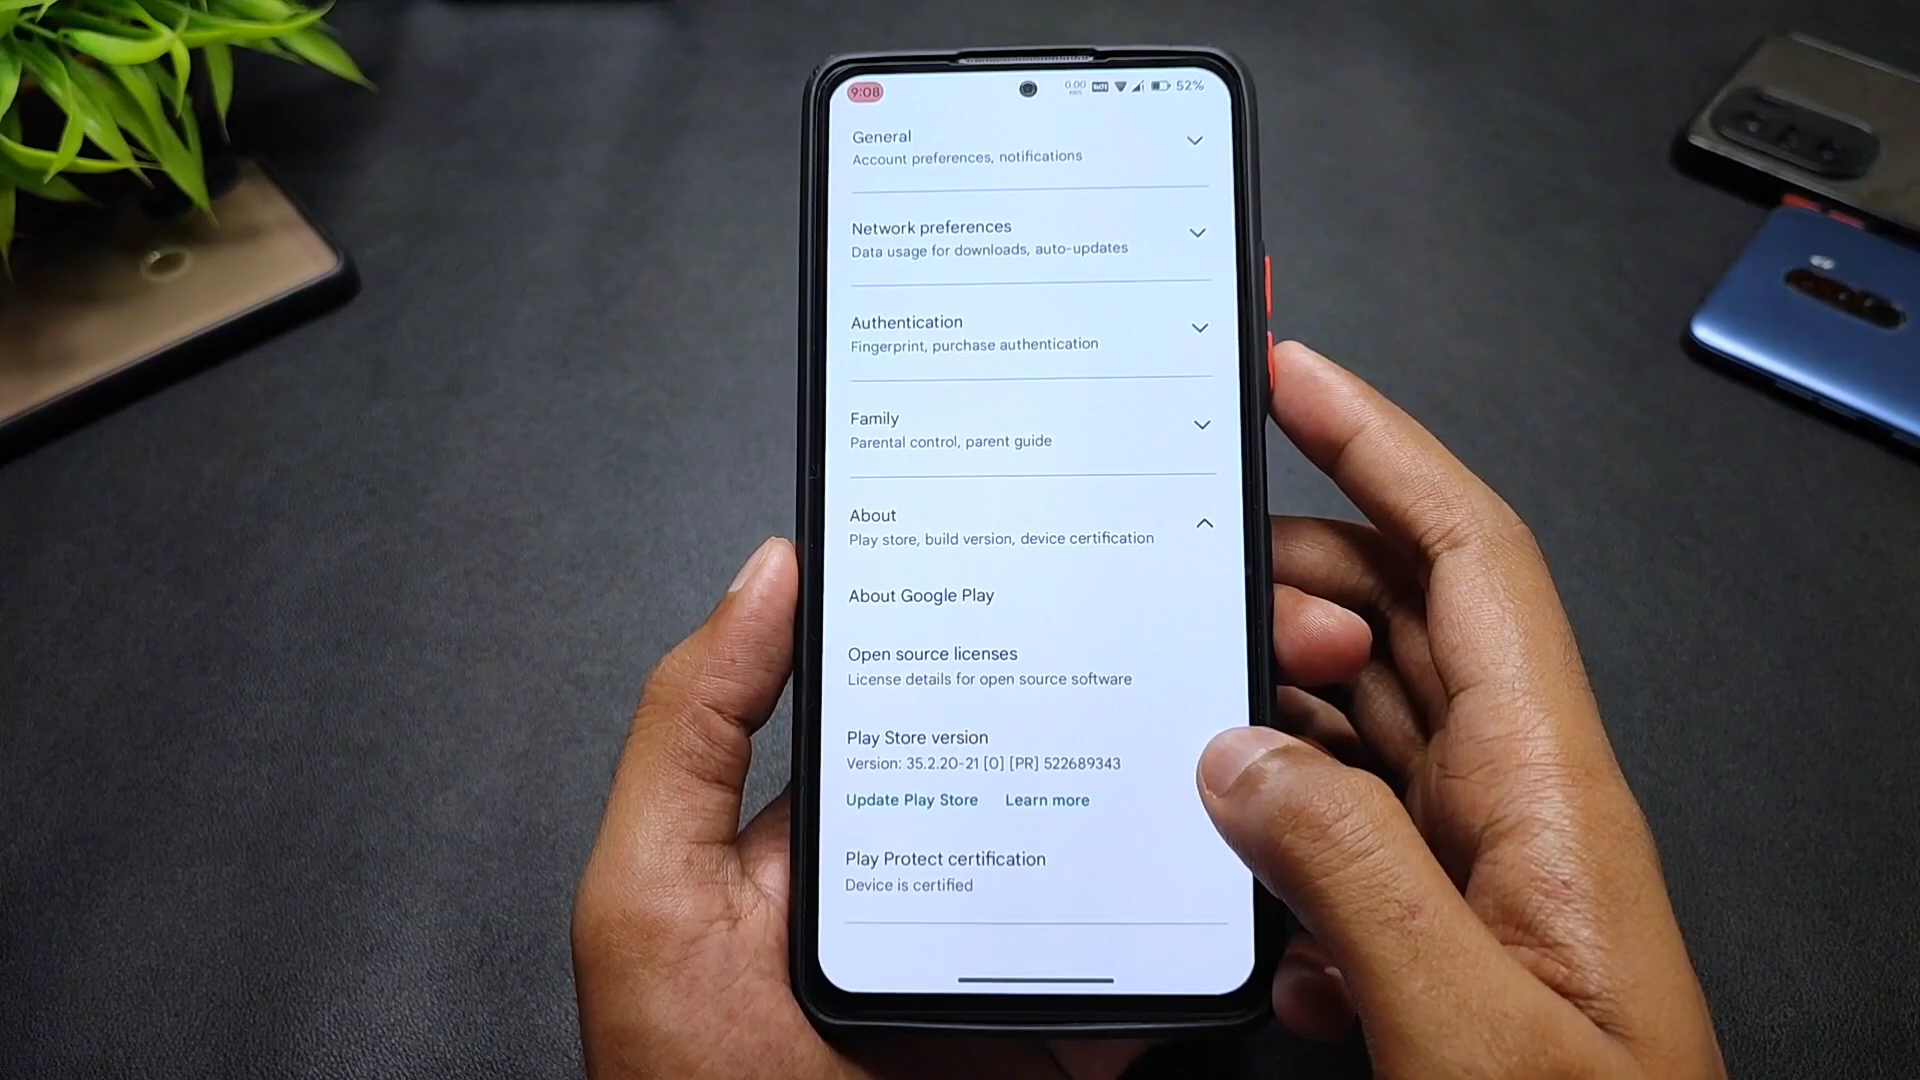 9:08
0.00
52%
General
Account preferences, notifications
Network preferences
Data usage for downloads, auto-updates
Authentication
Fingerprint, purchase authentication
Family
Parental control, parent guide
About
Play store, build version, device certification
About Google Play
Open source licenses
License details for open source software
Play Store version
Version: 35.2.20-21 [0] [PR] 522689343
Update Play Store Learn more
Play Protect certification
Device is certified